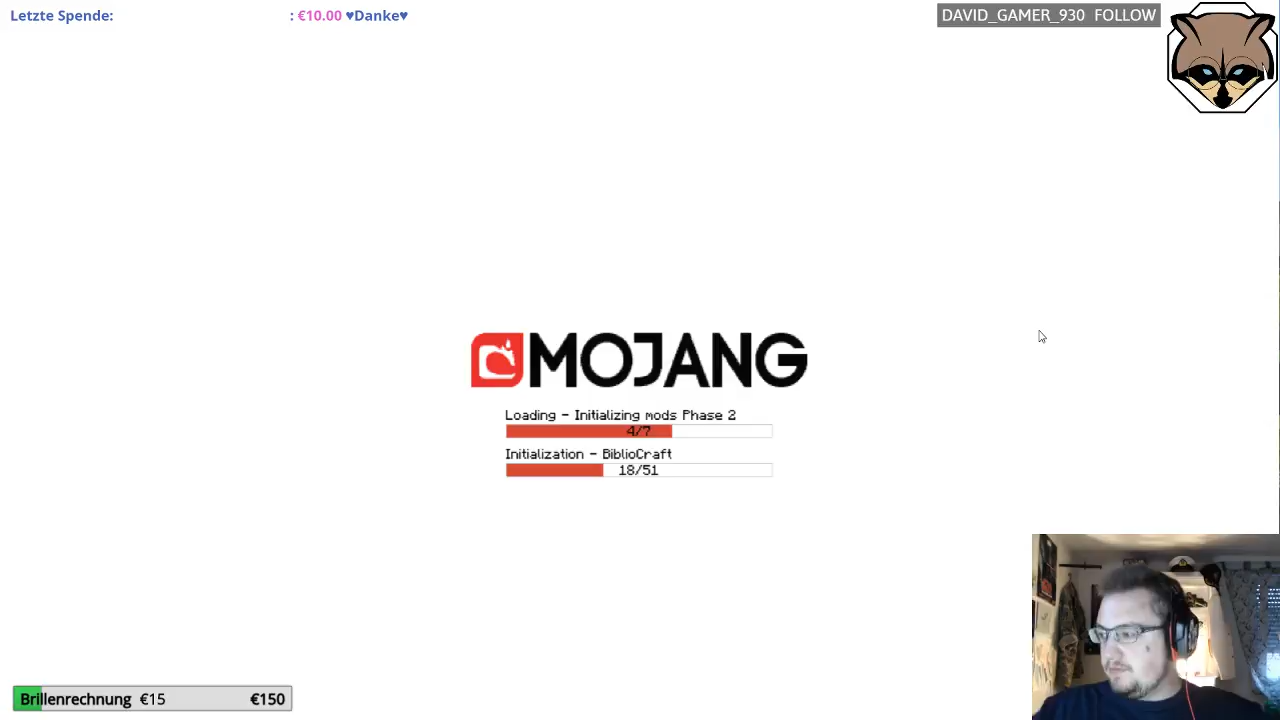 Letzte Spende: : €10.00 ♥Danke♥
DAVID_GAMER_930 FOLLOW
MOJANG
Loading - Initializing mods Phase 2
4/7
Initialization - BiblioCraft
18/51
Brillenrechnung €15 €150